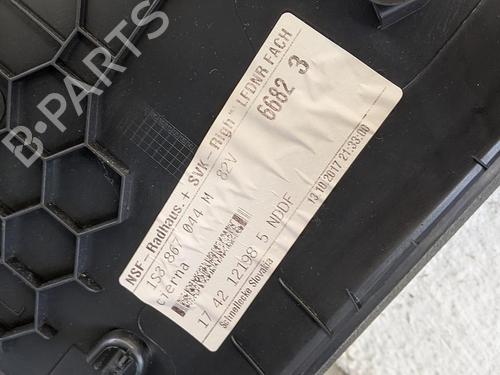 B-PARTS
NSF-Radhaus.+ SVK-Righ" LFDNR FACH
1S3 867 044 M 82V 6682 3
cierna
17 42 12198 5 NDDF
Schnellecke Slovakia 13/10/2017 21:33:00